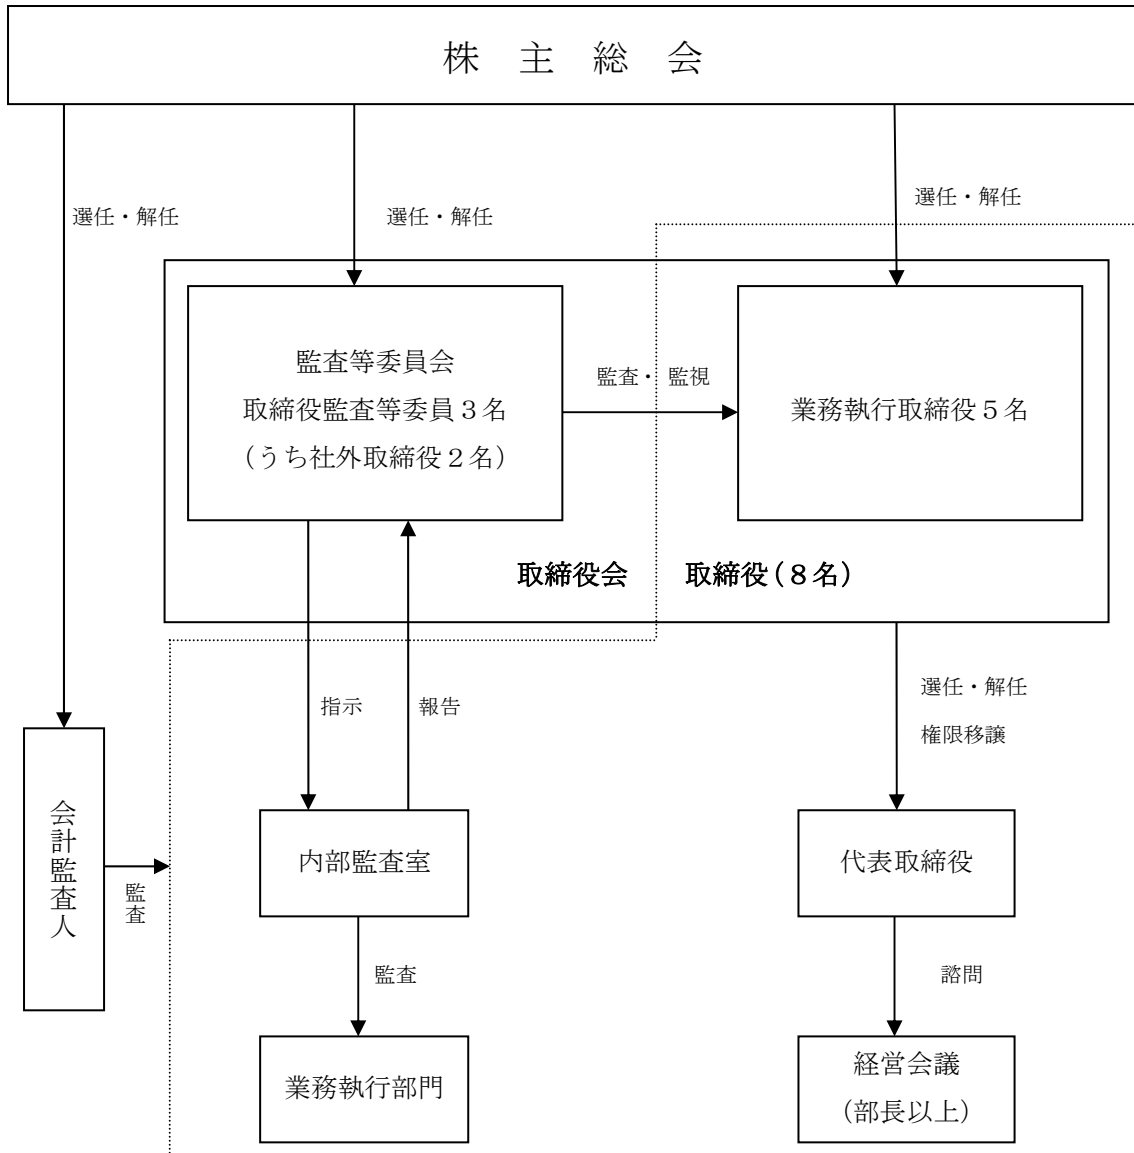 株 主 総 会
選任・解任
選任・解任
選任・解任
監査等委員会
取締役監査等委員３名
（うち社外取締役２名）
監査・ 監視
業務執行取締役５名
取締役会
取締役（８名）
指示
報告
選任・解任
権限移譲
会計監査人
監査
内部監査室
代表取締役
監査
諮問
業務執行部門
経営会議
（部長以上）